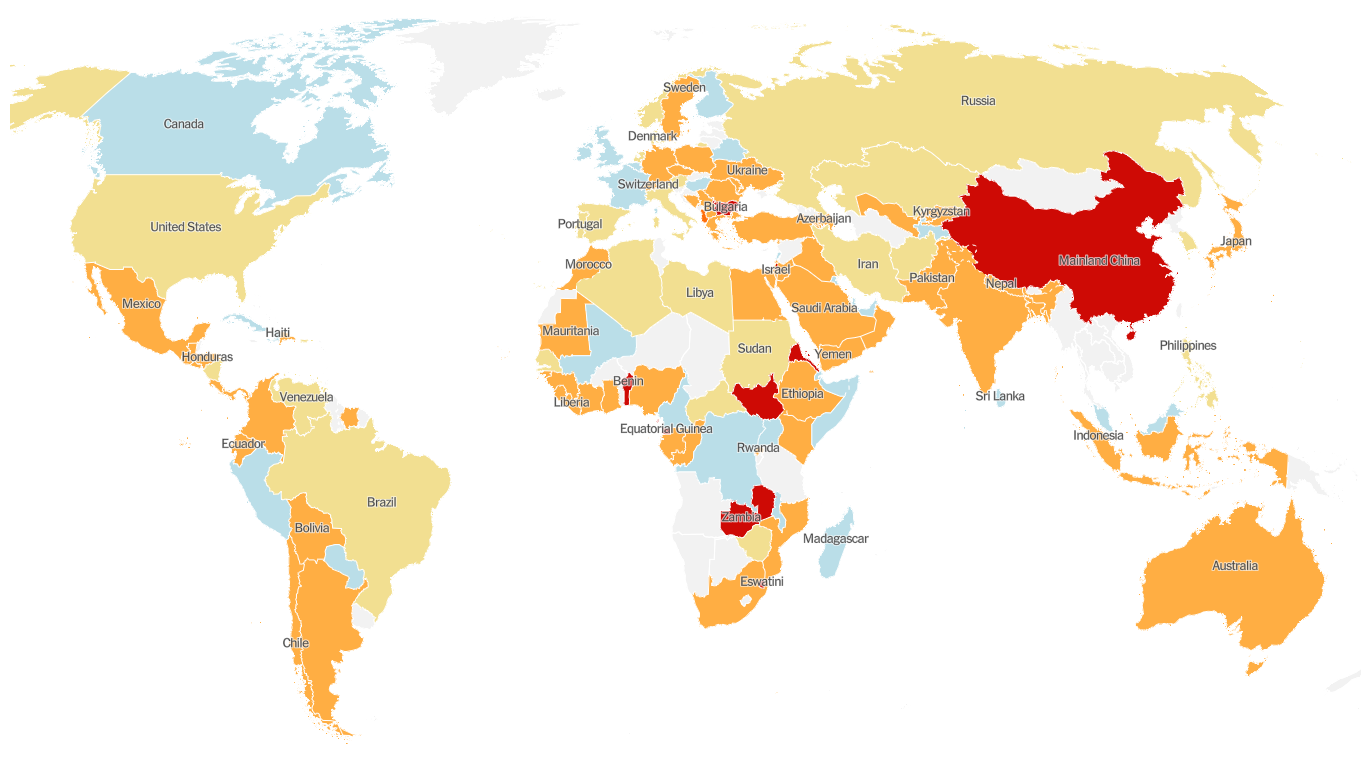 Sweden
Russia
Canada
Denmark
Ukraine
Switzerland
Bulgaria
Kyrgyzstan
Azerbaijan
Portugal
United States
Japan
Mainland China
Morocco
Iran
Israel
Pakistan
Nepal
Libya
Mexico
Saudi Arabia
Haiti
Mauritania
Philippines
Sudan
Yemen
Honduras
Benin
Ethiopia
Venezuela
Sri Lanka
Liberia
Equatorial Guinea
Indonesia
Ecuador
Rwanda
Brazil
Zambia
Bolivia
Madagascar
Australia
Eswatini
Chile